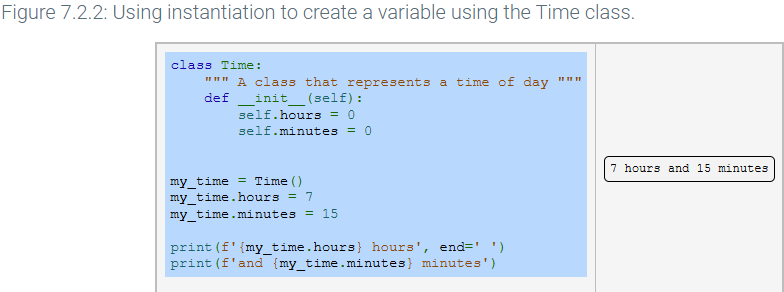 Figure 7.2.2: Using instantiation to create a variable using the Time class.
class Time:
    """ A class that represents a time of day """
    def __init__(self):
        self.hours = 0
        self.minutes = 0
my_time = Time()
my_time.hours = 7
my_time.minutes = 15
print(f'{my_time.hours} hours', end=' ')
print(f'and {my_time.minutes} minutes')
7 hours and 15 minutes